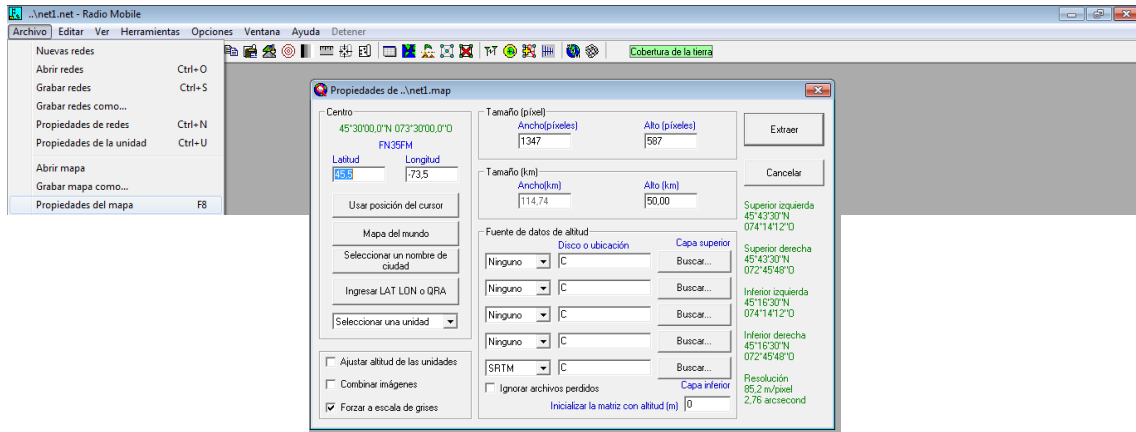 ..\net1.net - Radio Mobile
Archivo Editar Ver Herramientas Opciones Ventana Ayuda Detener
Cobertura de la tierra
Nuevas redes
Abrir redes Ctrl+O
Grabar redes Ctrl+S
Grabar redes como...
Propiedades de redes Ctrl+N
Propiedades de la unidad Ctrl+U
Abrir mapa
Grabar mapa como...
Propiedades del mapa F8
Propiedades de ..\net1.map
Centro
45°30'00,0''N 073°30'00,0''O
FN35FM
Latitud Longitud
45,5 -73,5
Usar posición del cursor
Mapa del mundo
Seleccionar un nombre de
ciudad
Ingresar LAT LON o QRA
Seleccionar una unidad
Ajustar altitud de las unidades
Combinar imágenes
Forzar a escala de grises
Tamaño (píxel)
Ancho(píxeles) Alto (píxeles)
1347 587
Tamaño (km)
Ancho(km) Alto (km)
114,74 50,00
Fuente de datos de altitud
Disco o ubicación Capa superior
Ninguno C Buscar...
Ninguno C Buscar...
Ninguno C Buscar...
Ninguno C Buscar...
SRTM C Buscar...
Ignorar archivos perdidos Capa inferior
Inicializar la matriz con altitud (m) 0
Extraer
Cancelar
Superior izquierda
45°43'30''N
074°14'12''O
Superior derecha
45°43'30''N
072°45'48''O
Inferior izquierda
45°16'30''N
074°14'12''O
Inferior derecha
45°16'30''N
072°45'48''O
Resolución
85,2 m/pixel
2,76 arcsecond